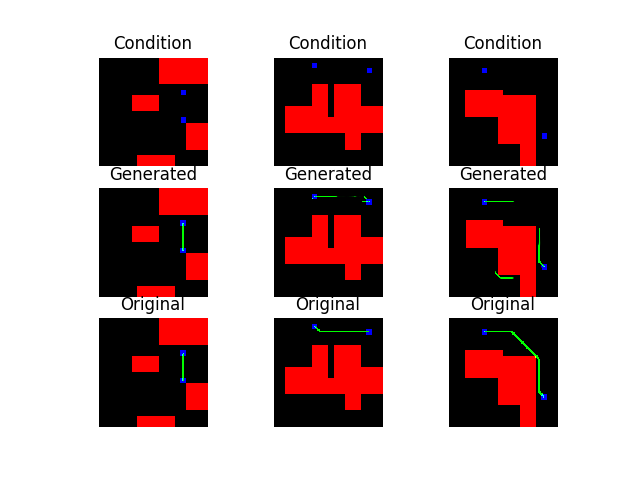 Condition Condition Condition
Generated Generated Generated
Original Original Original